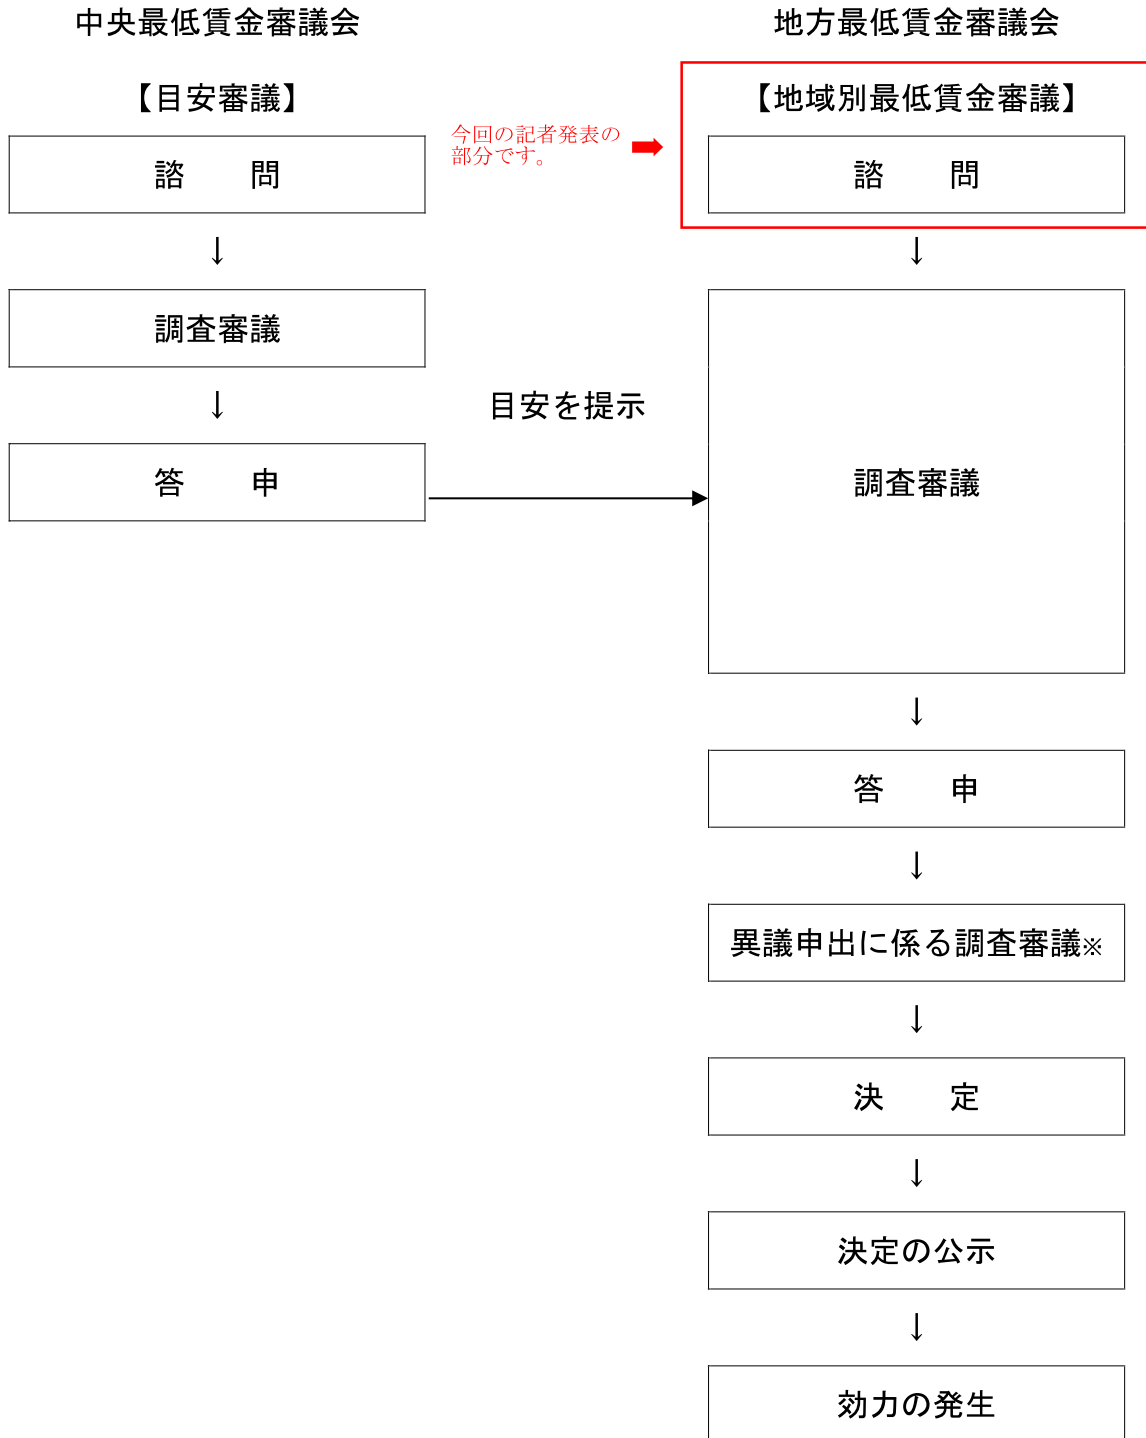 中央最低賃金審議会
【目安審議】
諮 問
↓
調査審議
↓
答 申
目安を提示
今回の記者発表の
部分です。
地方最低賃金審議会
【地域別最低賃金審議】
諮 問
↓
調査審議
↓
答 申
↓
異議申出に係る調査審議※
↓
決 定
↓
決定の公示
↓
効力の発生